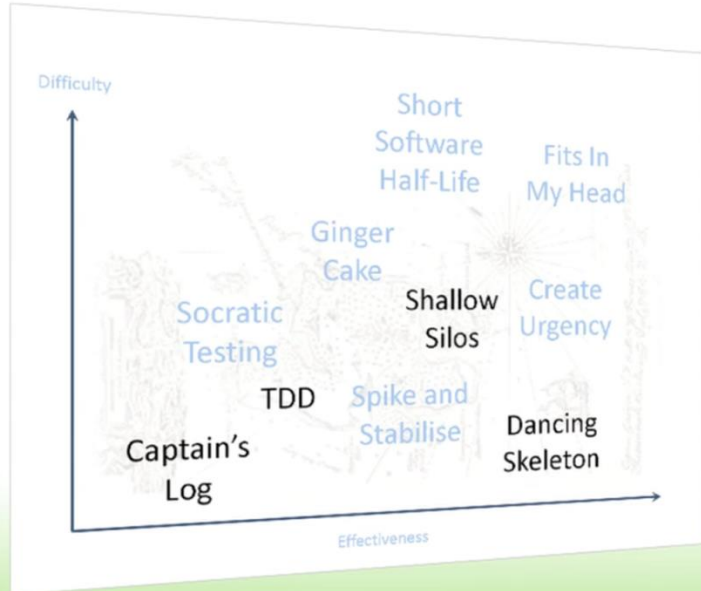 Difficulty
Short
Software
Half-Life
Fits In
My Head
Ginger
Cake
Shallow
Silos
Create
Urgency
Socratic
Testing
TDD
Spike and
Stabilise
Dancing
Skeleton
Captain's
Log
Effectiveness